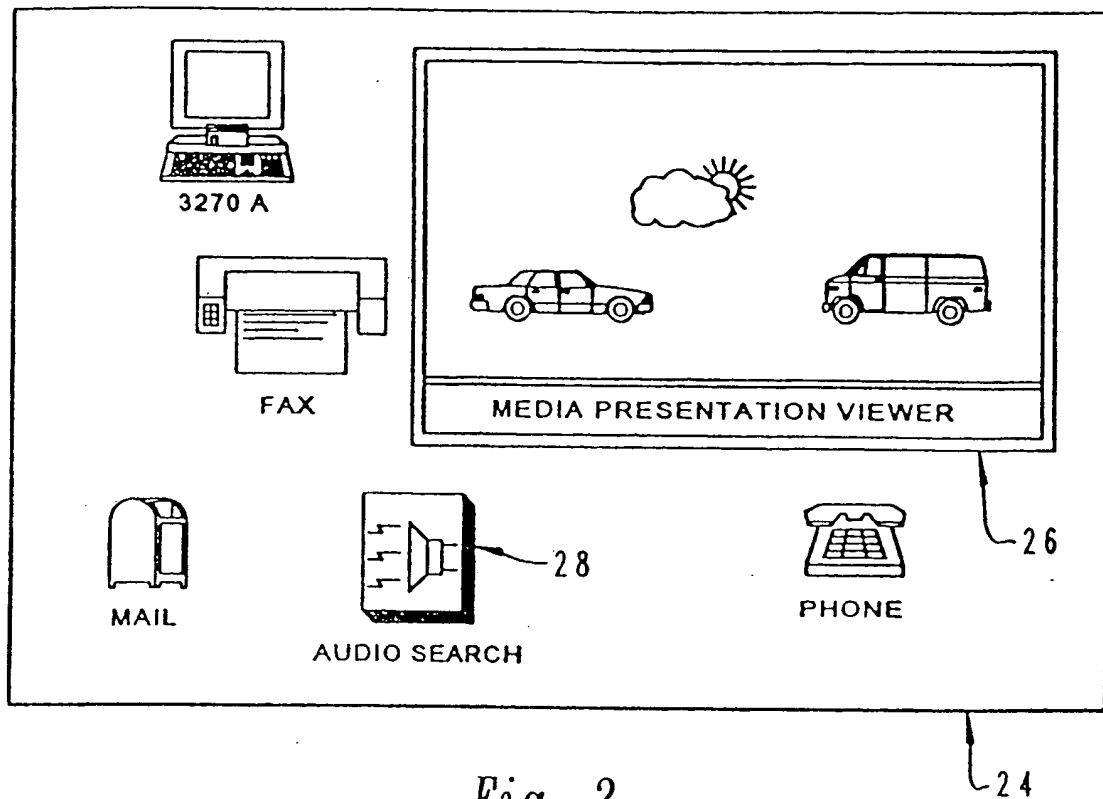 3270 A
FAX
MEDIA PRESENTATION VIEWER
26
28
MAIL
AUDIO SEARCH
PHONE
24
Fig. 2